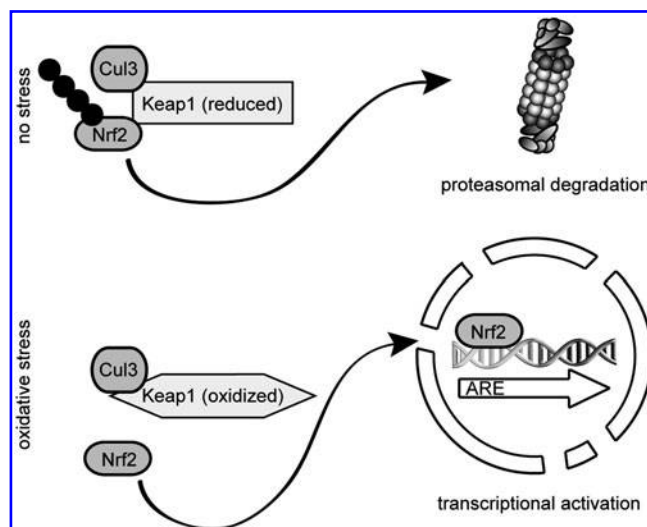 no stress
Cul3
Keap1 (reduced)
Nrf2
proteasomal degradation
oxidative stress
Cul3
Keap1 (oxidized)
Nrf2
Nrf2
ARE
transcriptional activation